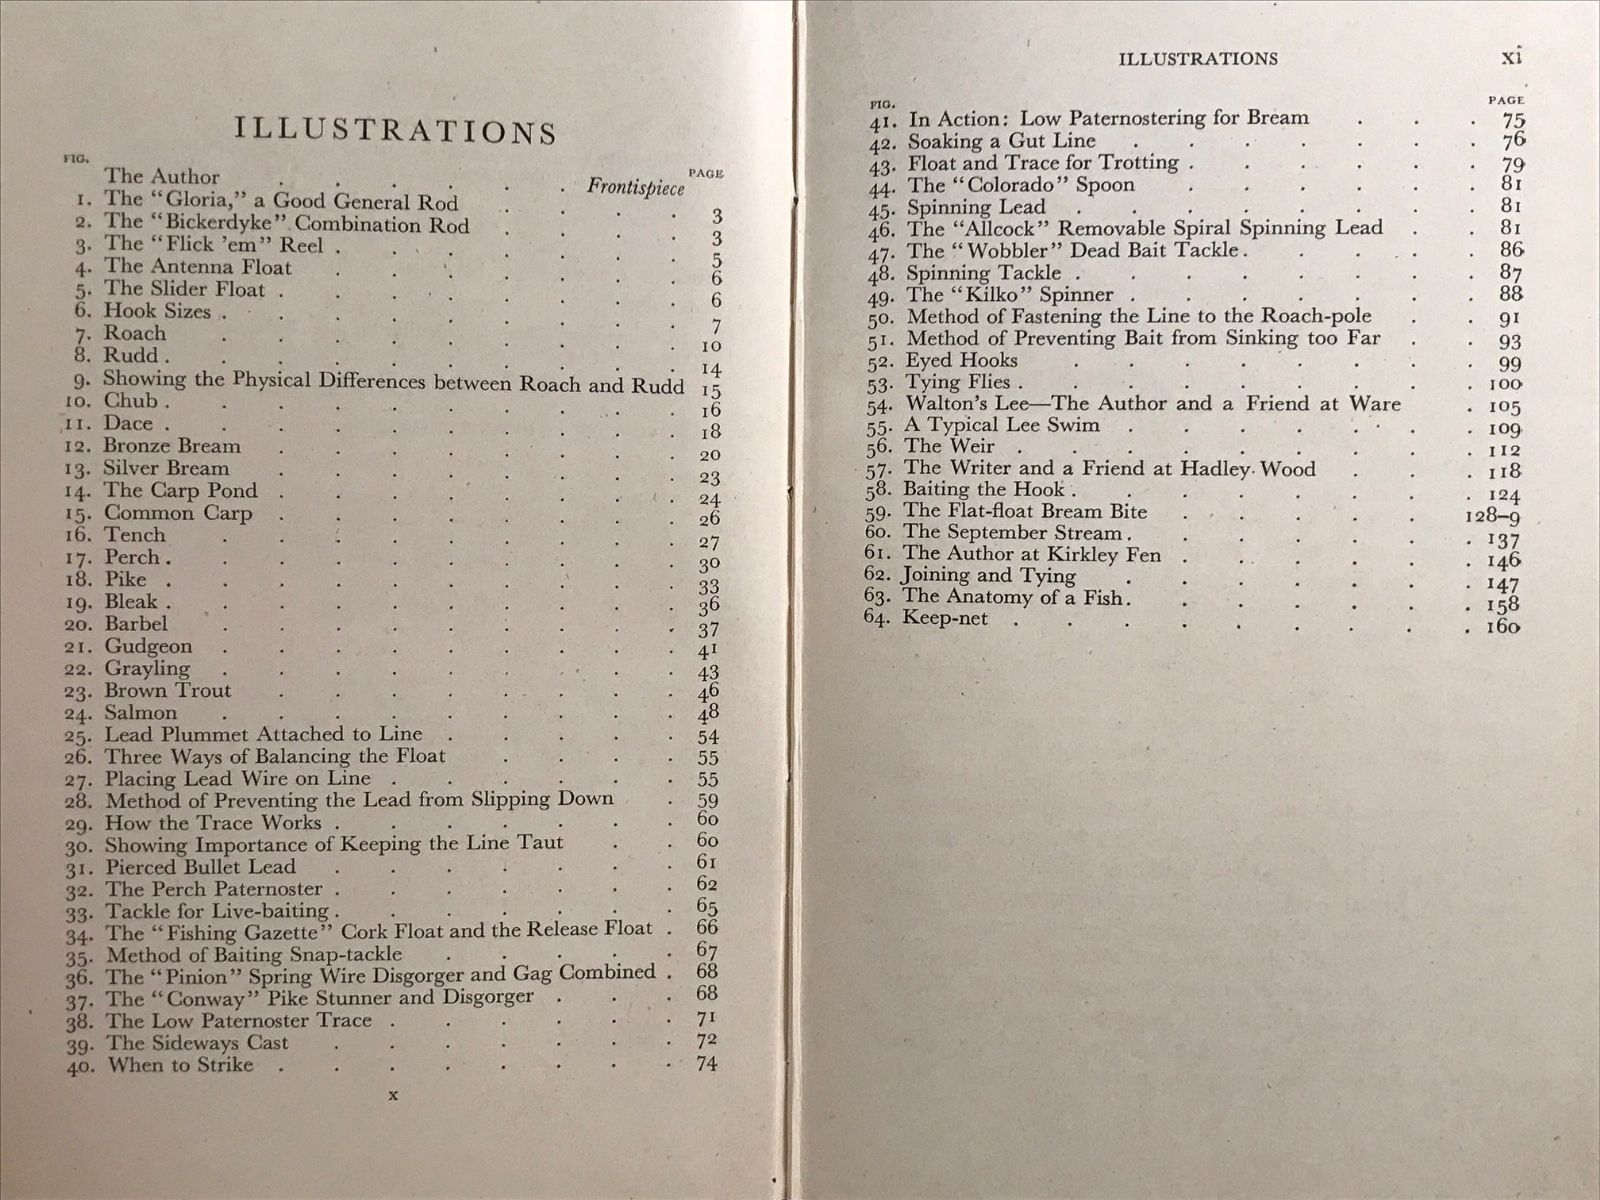 ILLUSTRATIONS
FIG. PAGE
The Author . . . . . . Frontispiece
1. The "Gloria," a Good General Rod . . . . 3
2. The "Bickerdyke" Combination Rod . . . . 3
3. The "Flick 'em" Reel . . . . . . . 5
4. The Antenna Float . . . . . . . 6
5. The Slider Float . . . . . . . . 6
6. Hook Sizes . . . . . . . . . 7
7. Roach . . . . . . . . . 10
8. Rudd . . . . . . . . . . 14
9. Showing the Physical Differences between Roach and Rudd 15
10. Chub . . . . . . . . . . 16
11. Dace . . . . . . . . . . 18
12. Bronze Bream . . . . . . . . 20
13. Silver Bream . . . . . . . . 23
14. The Carp Pond . . . . . . . . 24
15. Common Carp . . . . . . . . 26
16. Tench . . . . . . . . . 27
17. Perch . . . . . . . . . . 30
18. Pike . . . . . . . . . . 33
19. Bleak . . . . . . . . . . 36
20. Barbel . . . . . . . . . 37
21. Gudgeon . . . . . . . . . 41
22. Grayling . . . . . . . . . 43
23. Brown Trout . . . . . . . . 46
24. Salmon . . . . . . . . . 48
25. Lead Plummet Attached to Line . . . . . 54
26. Three Ways of Balancing the Float . . . . 55
27. Placing Lead Wire on Line . . . . . . 55
28. Method of Preventing the Lead from Slipping Down . 59
29. How the Trace Works . . . . . . . 60
30. Showing Importance of Keeping the Line Taut . . 60
31. Pierced Bullet Lead . . . . . . . 61
32. The Perch Paternoster . . . . . . . 62
33. Tackle for Live-baiting . . . . . . . 65
34. The "Fishing Gazette" Cork Float and the Release Float . 66
35. Method of Baiting Snap-tackle . . . . . 67
36. The "Pinion" Spring Wire Disgorger and Gag Combined . 68
37. The "Conway" Pike Stunner and Disgorger . . . 68
38. The Low Paternoster Trace . . . . . . 71
39. The Sideways Cast . . . . . . . 72
40. When to Strike . . . . . . . . 74
x
ILLUSTRATIONS xi
FIG. PAGE
41. In Action: Low Paternostering for Bream . . . 75
42. Soaking a Gut Line . . . . . . . 76
43. Float and Trace for Trotting . . . . . . 79
44. The "Colorado" Spoon . . . . . . 81
45. Spinning Lead . . . . . . . . 81
46. The "Allcock" Removable Spiral Spinning Lead . . 81
47. The "Wobbler" Dead Bait Tackle . . . . . 86
48. Spinning Tackle . . . . . . . . 87
49. The "Kilko" Spinner . . . . . . . 88
50. Method of Fastening the Line to the Roach-pole . . 91
51. Method of Preventing Bait from Sinking too Far . . 93
52. Eyed Hooks . . . . . . . . 99
53. Tying Flies . . . . . . . . . 100
54. Walton's Lee—The Author and a Friend at Ware . 105
55. A Typical Lee Swim . . . . . . . 109
56. The Weir . . . . . . . . . 112
57. The Writer and a Friend at Hadley Wood . . . 118
58. Baiting the Hook . . . . . . . . 124
59. The Flat-float Bream Bite . . . . . 128–9
60. The September Stream . . . . . . . 137
61. The Author at Kirkley Fen . . . . . . 146
62. Joining and Tying . . . . . . . 147
63. The Anatomy of a Fish . . . . . . . 158
64. Keep-net . . . . . . . . . 160